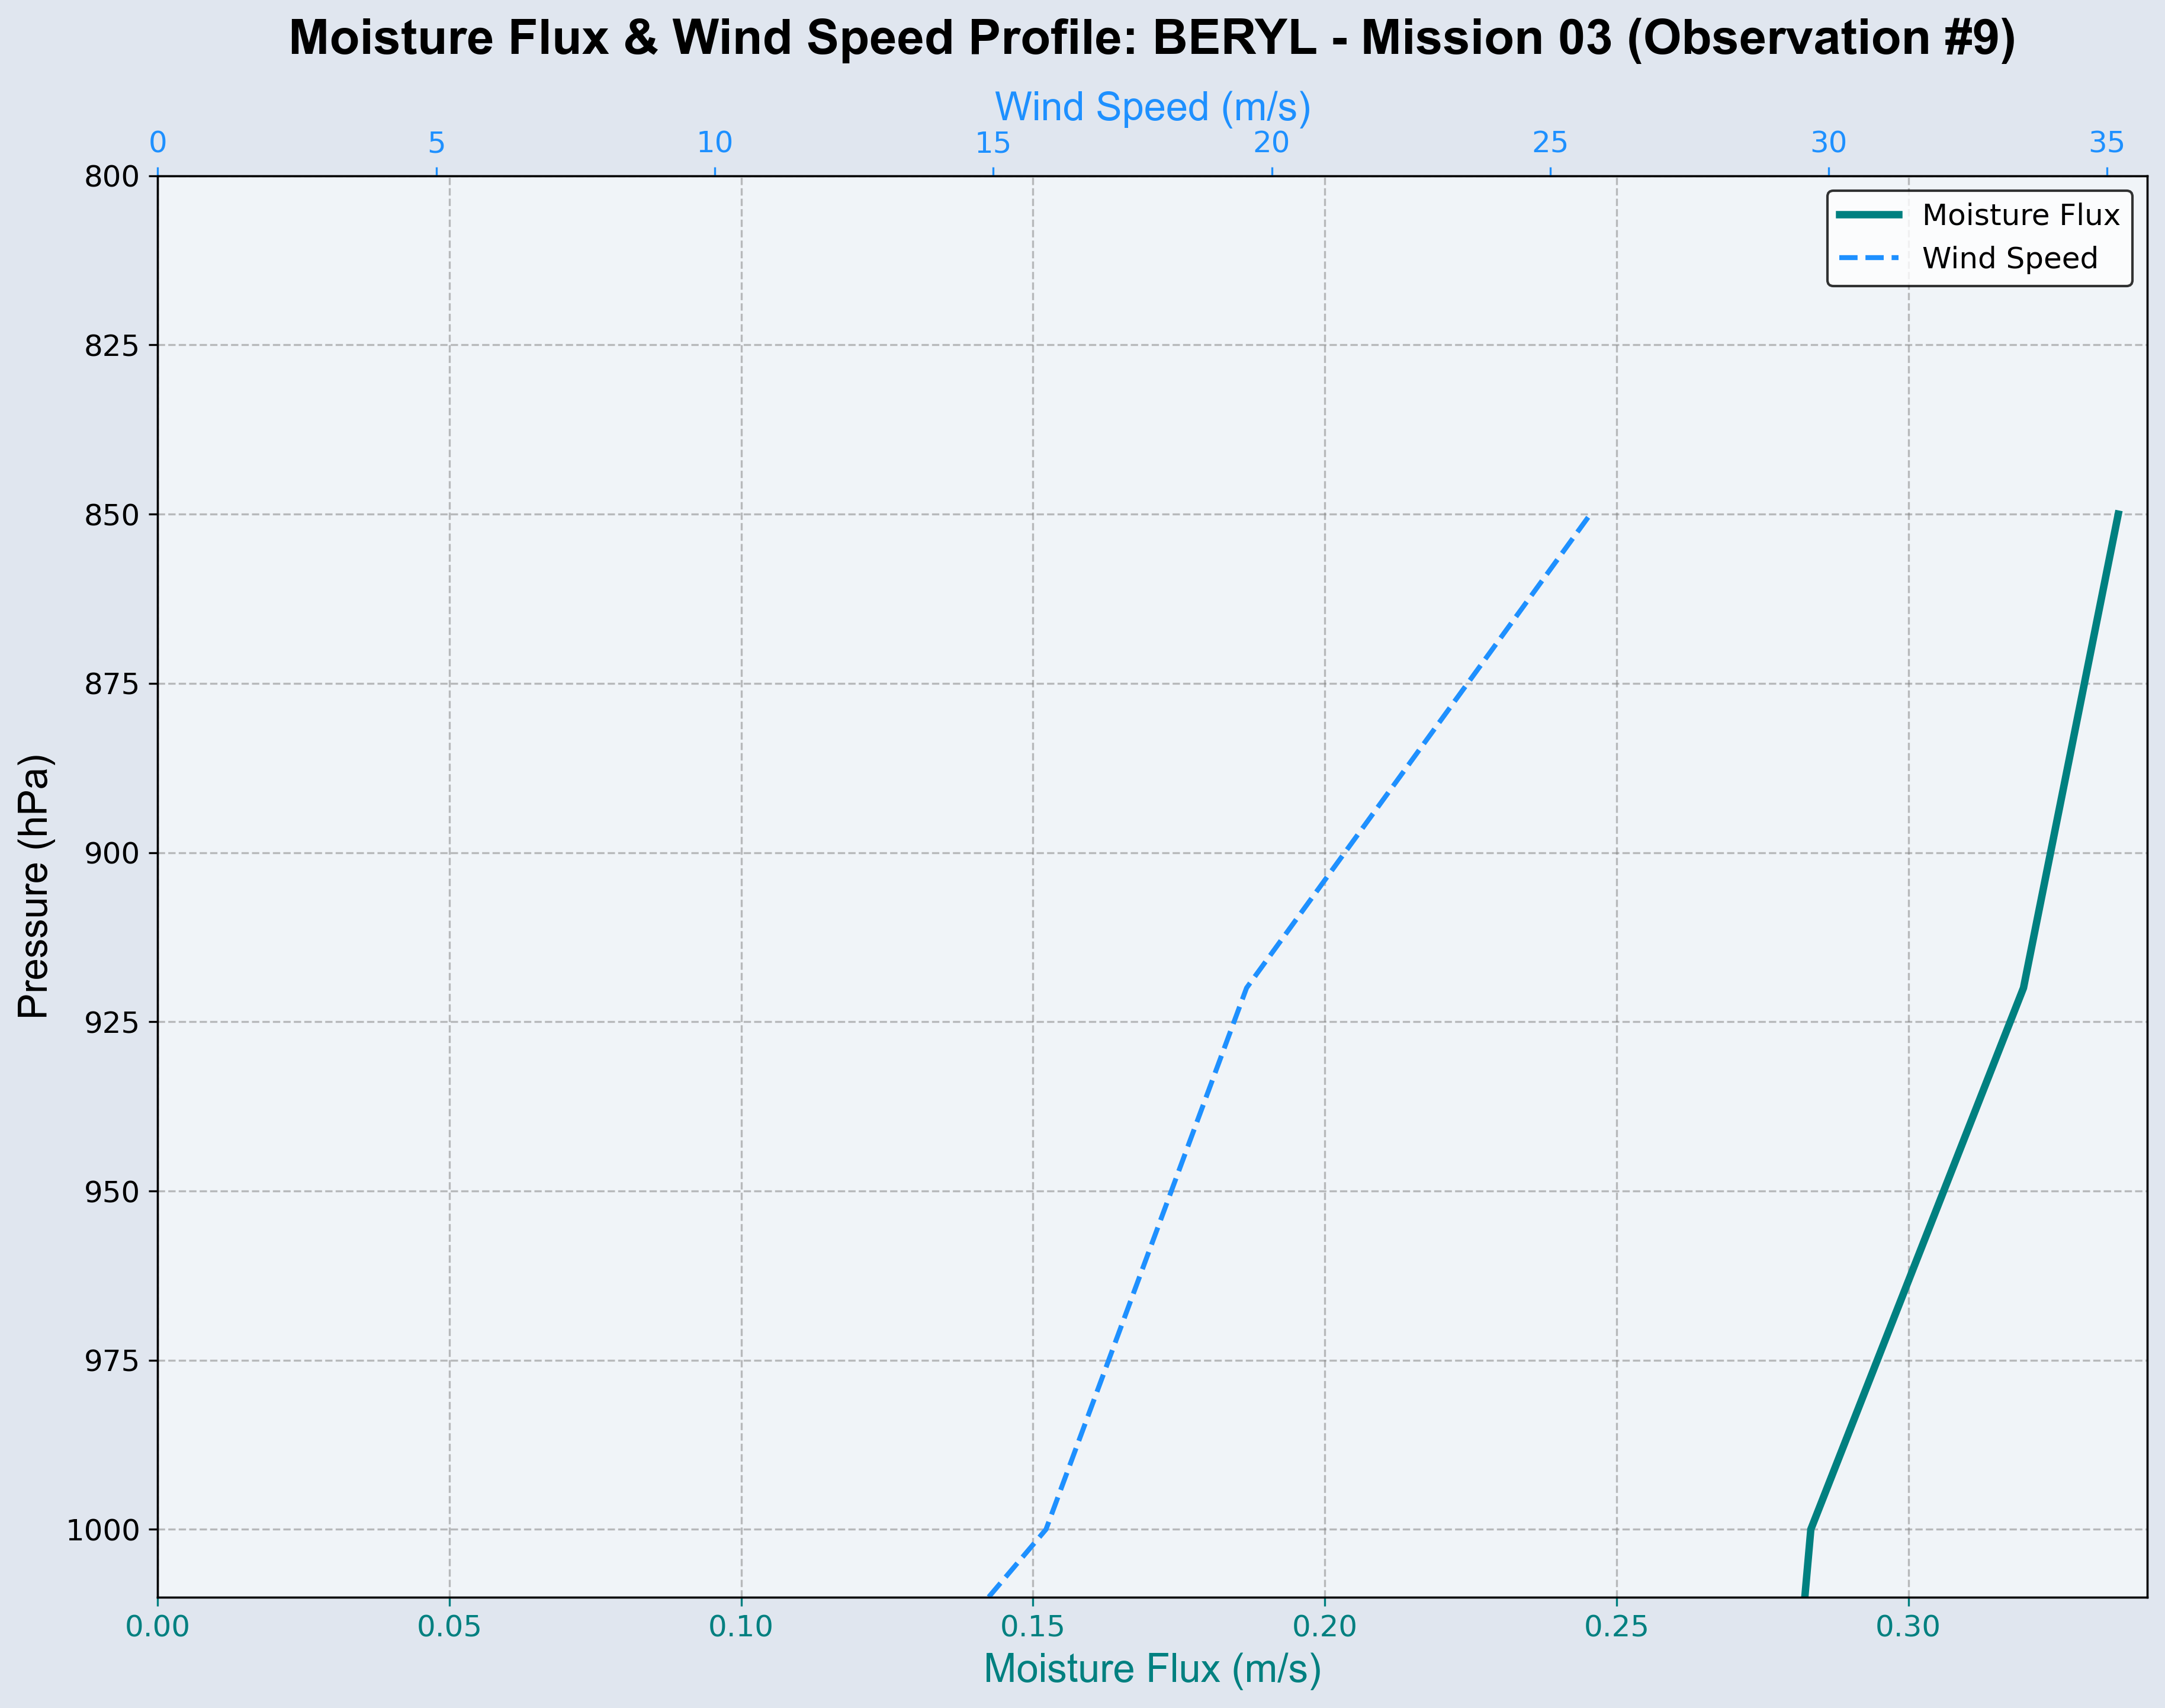 Moisture Flux & Wind Speed Profile: BERYL - Mission 03 (Observation #9)
Wind Speed (m/s)
0 5 10 15 20 25 30 35
Moisture Flux
Wind Speed
Pressure (hPa)
800
825
850
875
900
925
950
975
1000
0.00 0.05 0.10 0.15 0.20 0.25 0.30
Moisture Flux (m/s)